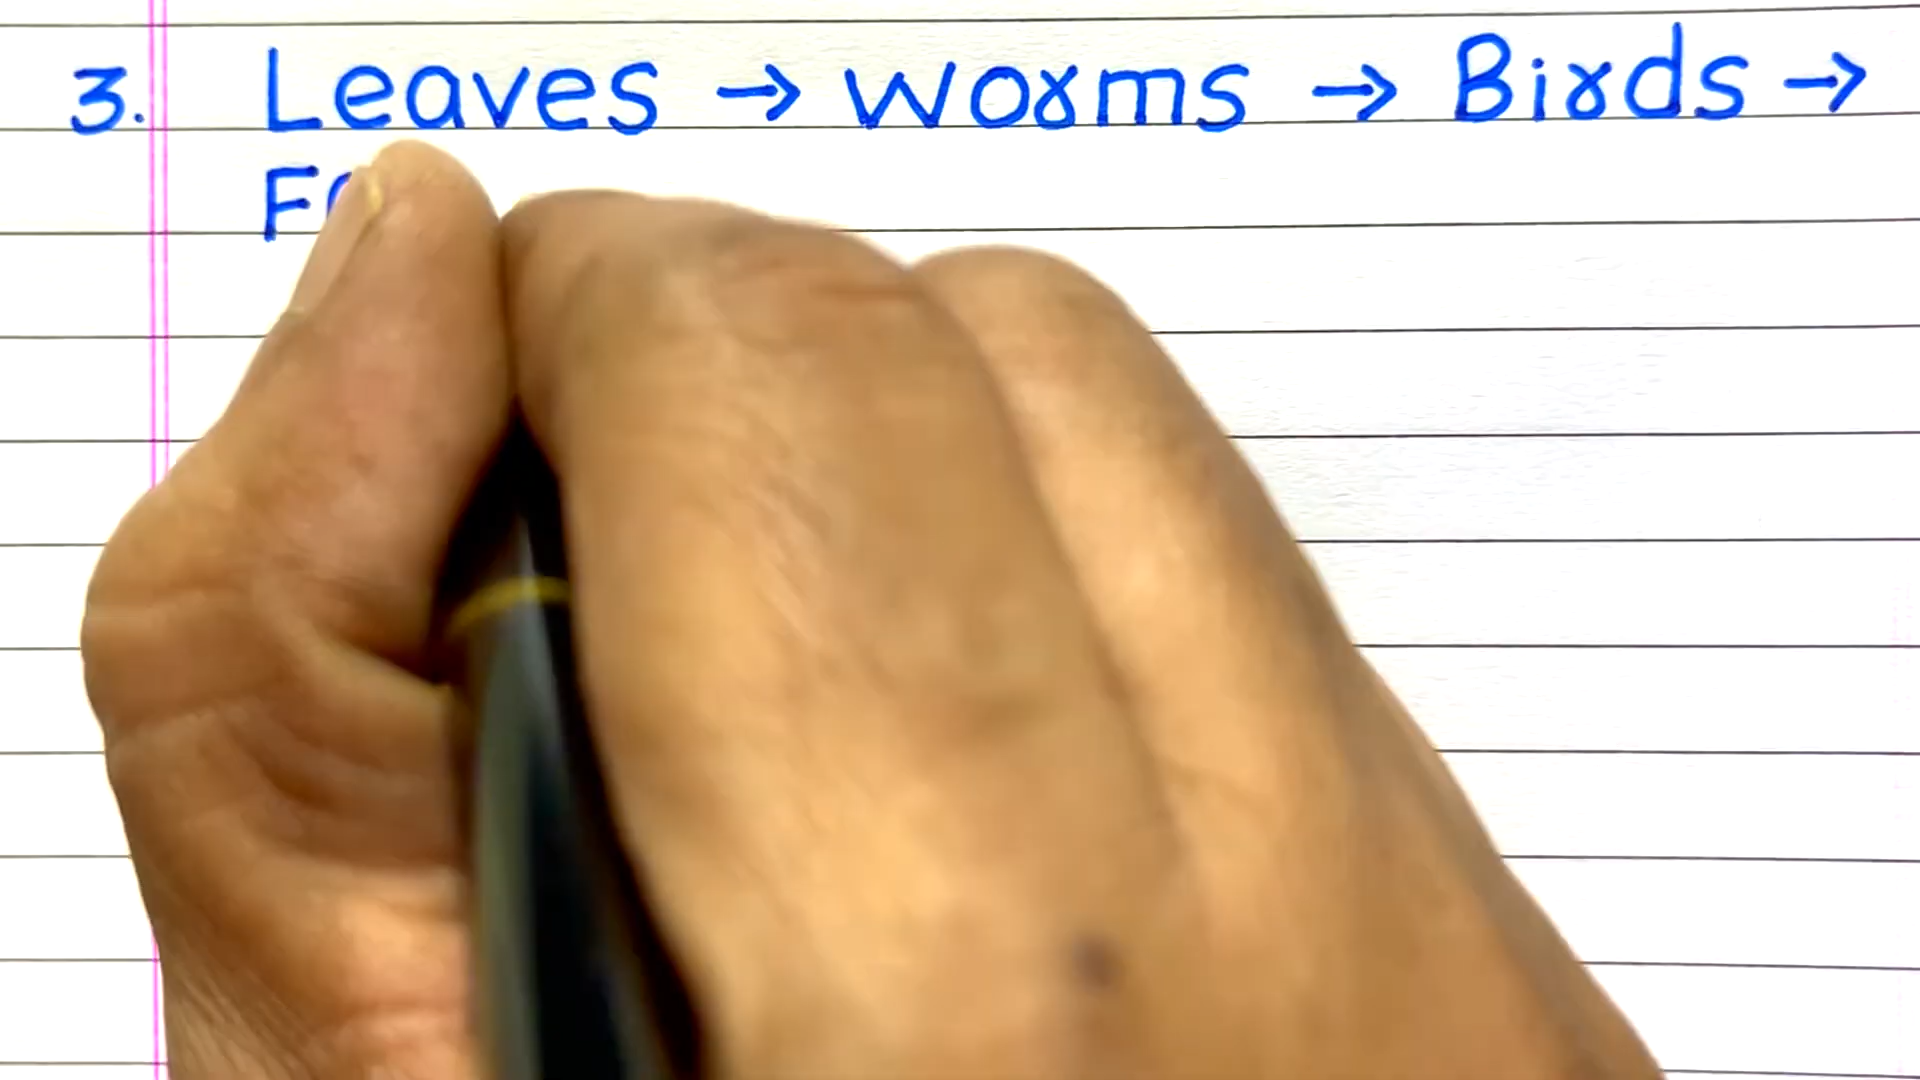 3. Leaves → Worms → Birds →